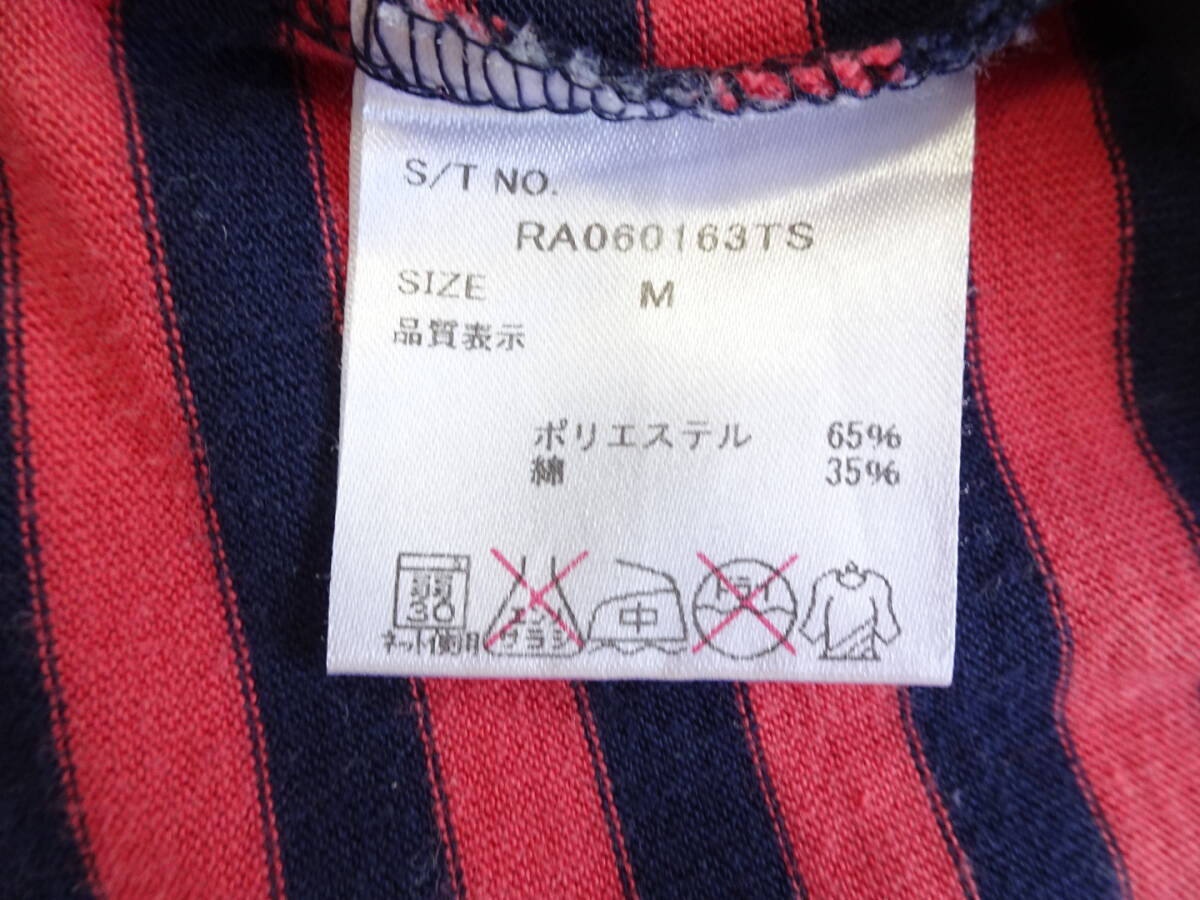 S/T NO.
RA060163TS
SIZE M
品質表示
ポリエステル 65%
綿 35%
弱
30
ネット使用
エンソ
サラシ
中
ドライ